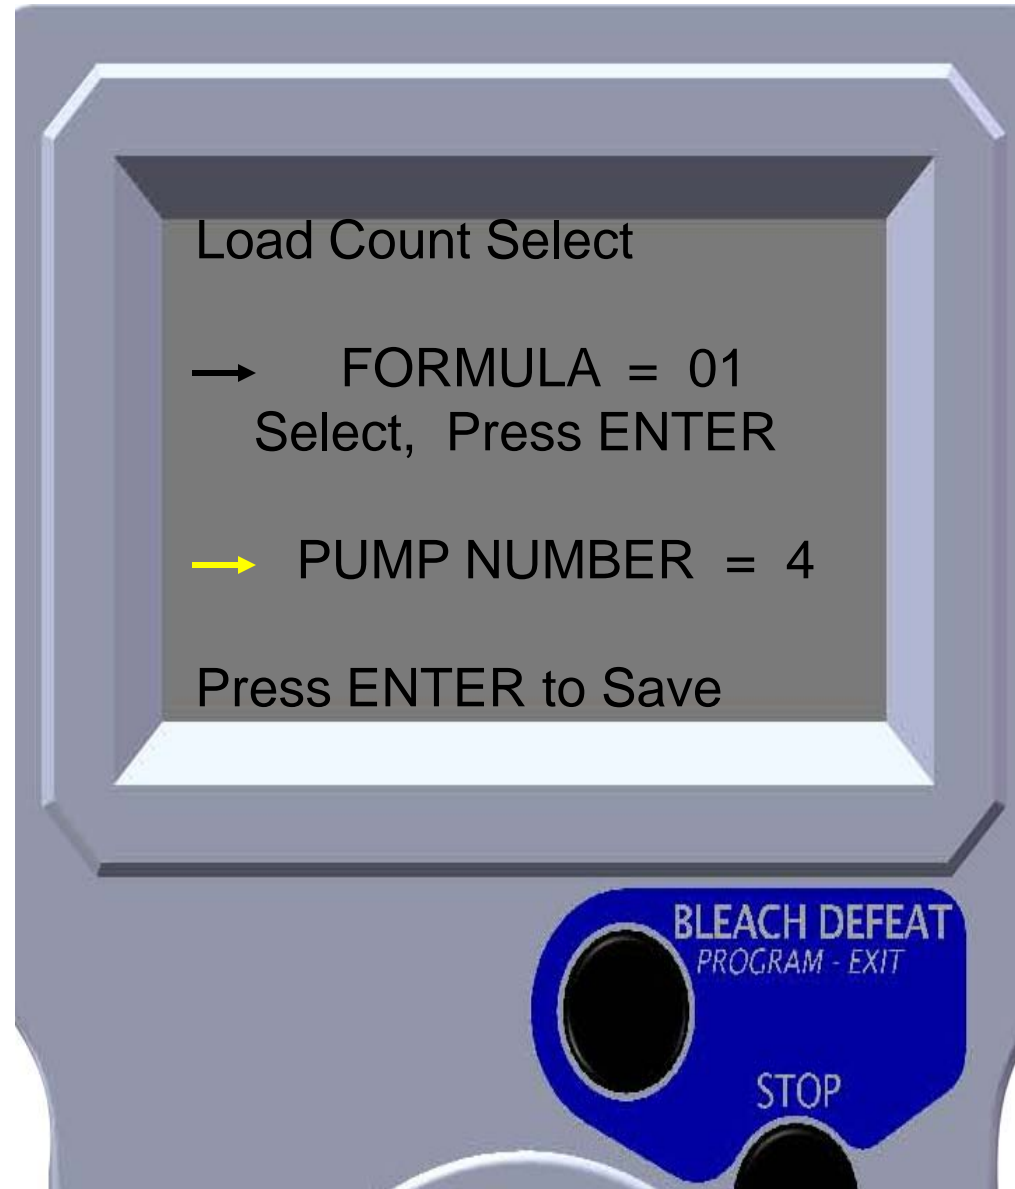 Load Count Select
FORMULA = 01
Select, Press ENTER
PUMP NUMBER = 4
Press ENTER to Save
BLEACH DEFEAT
PROGRAM - EXIT
STOP